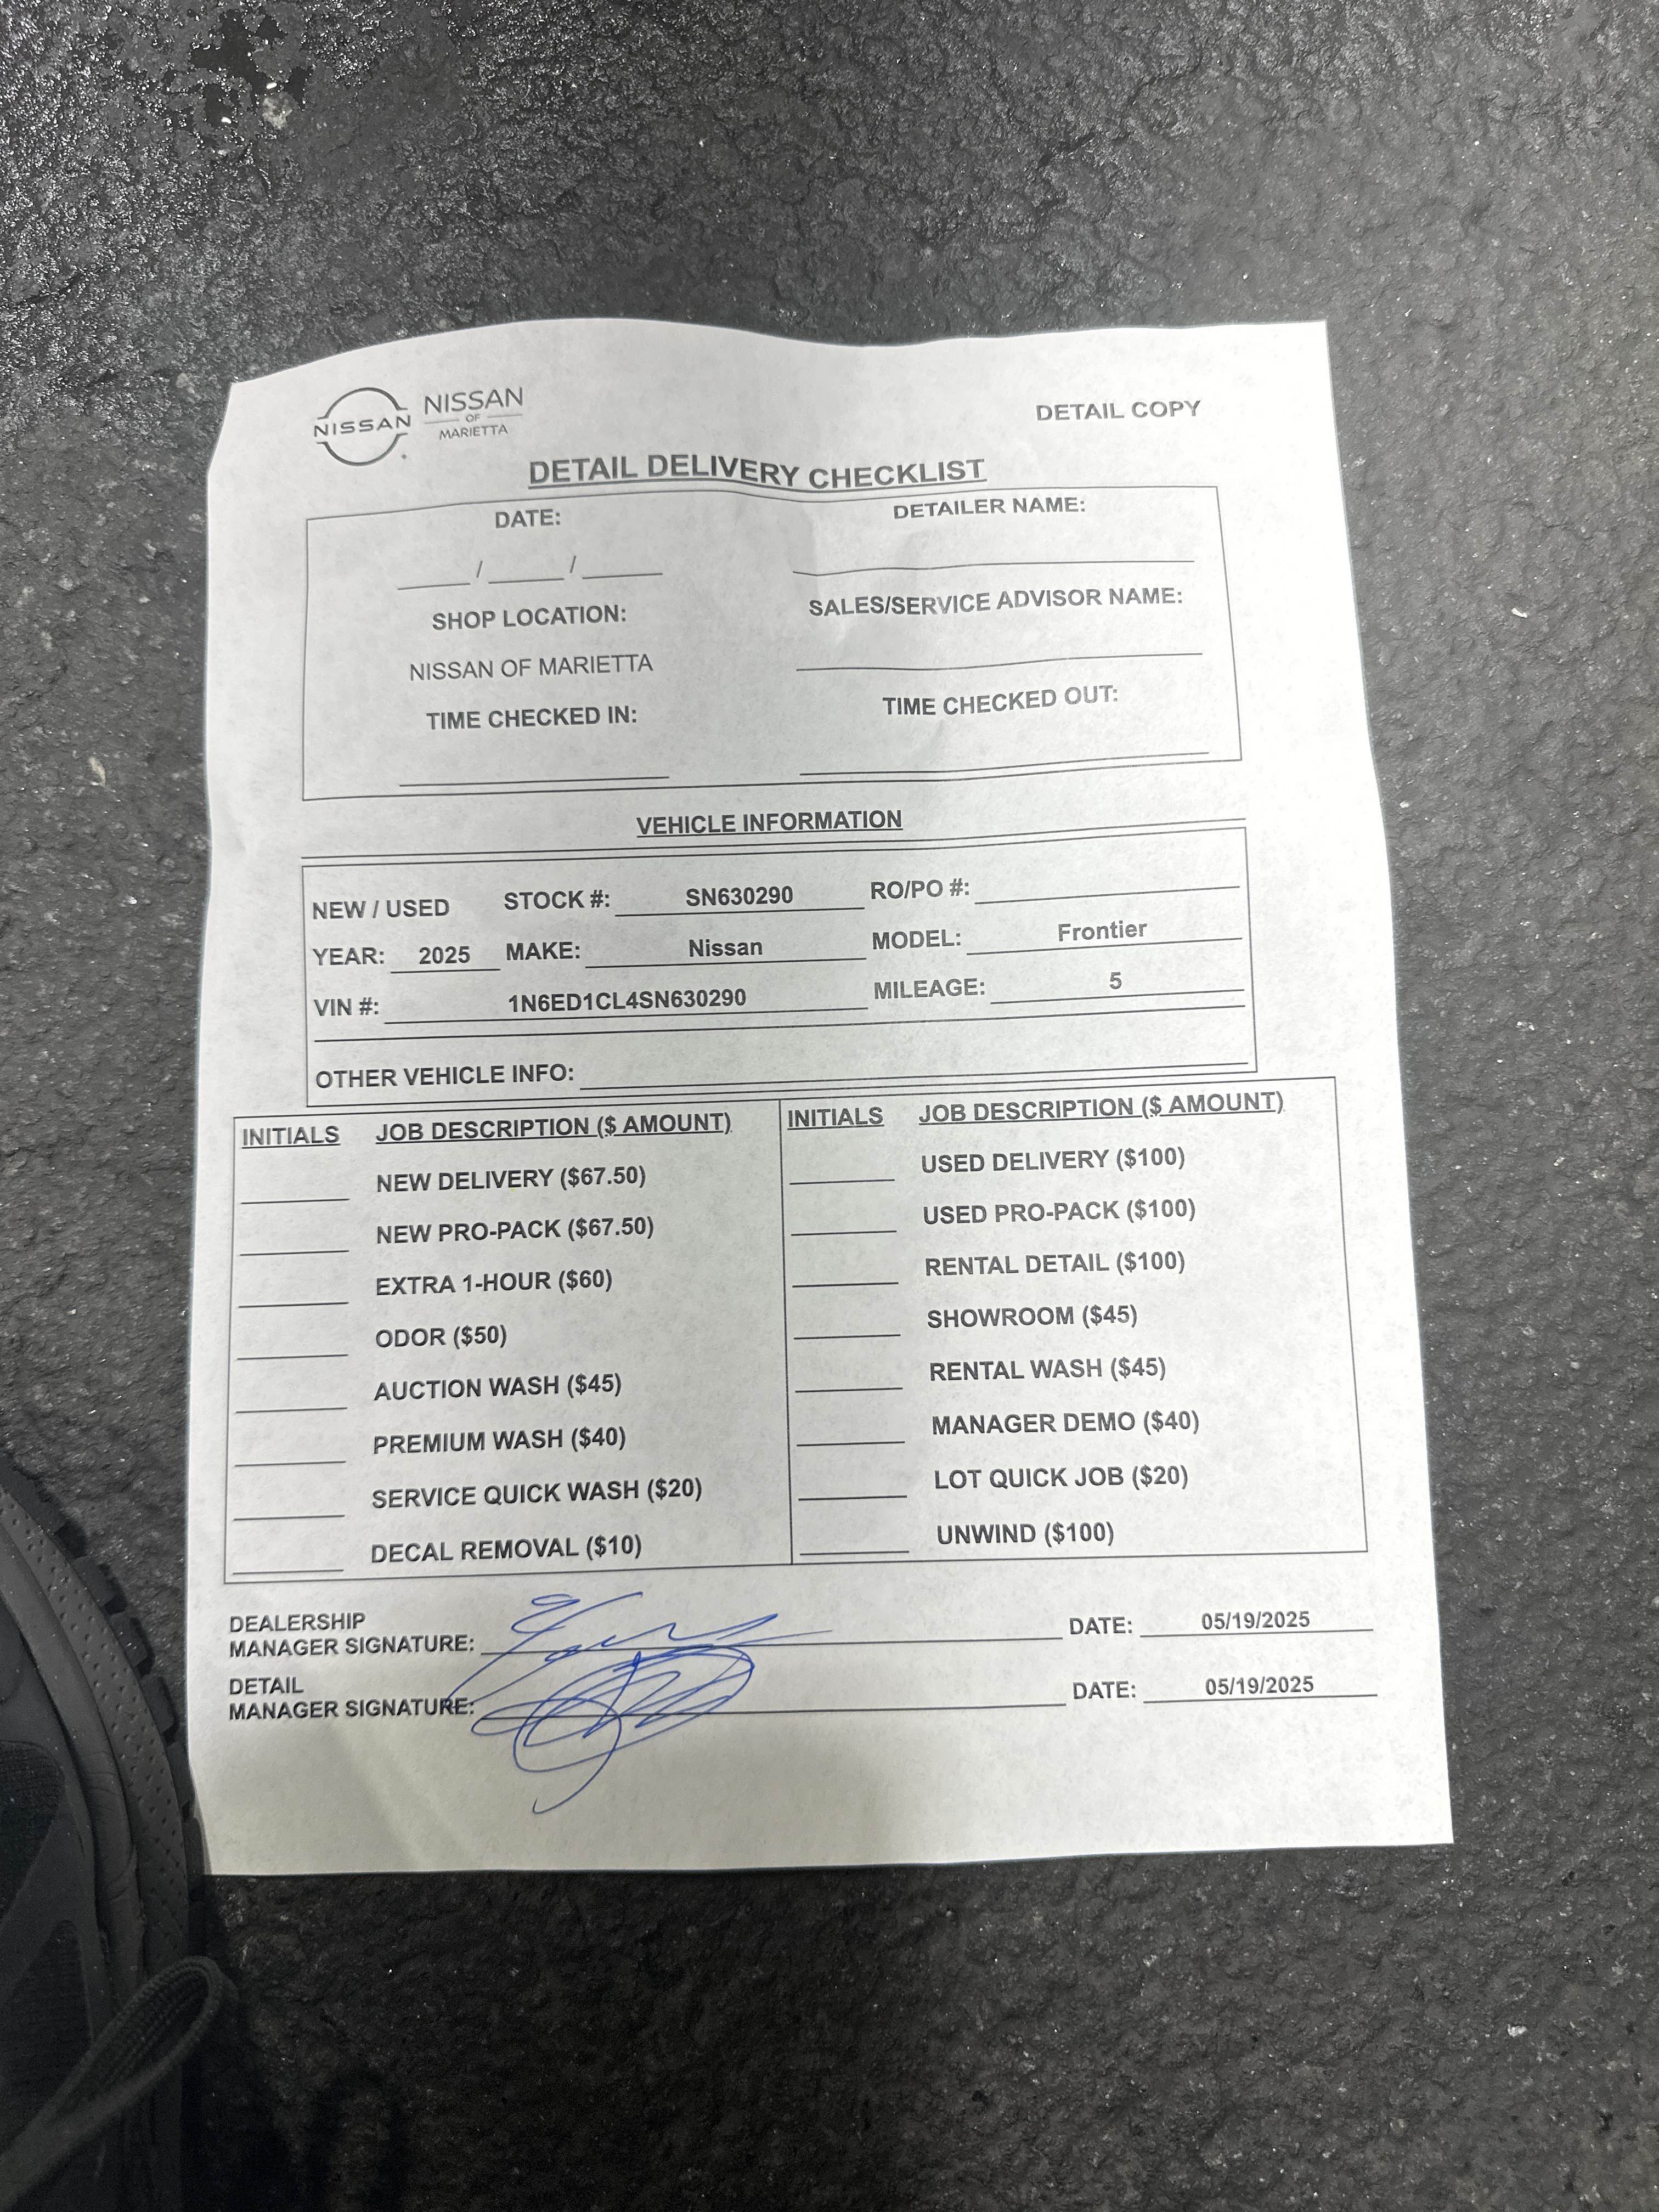 NISSAN
NISSAN
OF
MARIETTA
DETAIL COPY
DETAIL DELIVERY CHECKLIST
DATE:
DETAILER NAME:
____ / ____ / ____
SHOP LOCATION:
SALES/SERVICE ADVISOR NAME:
NISSAN OF MARIETTA
TIME CHECKED IN:
TIME CHECKED OUT:
VEHICLE INFORMATION
NEW / USED STOCK #: SN630290 RO/PO #:
YEAR: 2025 MAKE: Nissan MODEL: Frontier
VIN #: 1N6ED1CL4SN630290 MILEAGE: 5
OTHER VEHICLE INFO:
INITIALS JOB DESCRIPTION ($ AMOUNT)
NEW DELIVERY ($67.50)
NEW PRO-PACK ($67.50)
EXTRA 1-HOUR ($60)
ODOR ($50)
AUCTION WASH ($45)
PREMIUM WASH ($40)
SERVICE QUICK WASH ($20)
DECAL REMOVAL ($10)
INITIALS JOB DESCRIPTION ($ AMOUNT)
USED DELIVERY ($100)
USED PRO-PACK ($100)
RENTAL DETAIL ($100)
SHOWROOM ($45)
RENTAL WASH ($45)
MANAGER DEMO ($40)
LOT QUICK JOB ($20)
UNWIND ($100)
DEALERSHIP
MANAGER SIGNATURE: DATE: 05/19/2025
DETAIL
MANAGER SIGNATURE: DATE: 05/19/2025